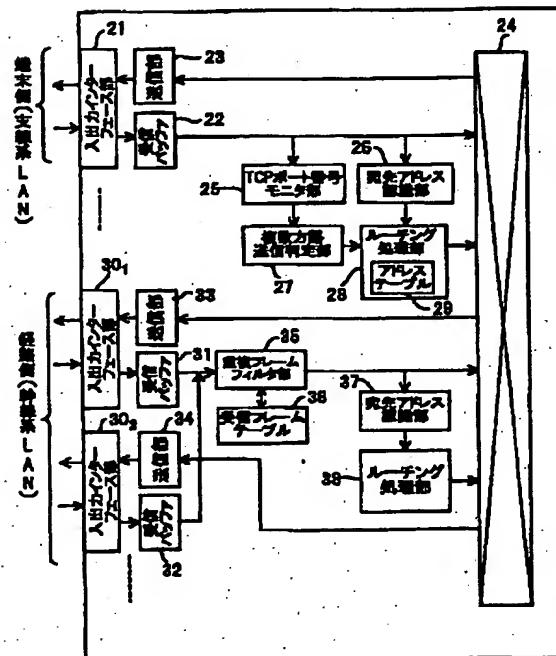 端末側(支線系LAN)
21
入出力インター
フェース部
23
送信部
22
受信
バッファ
24
25
TCPポート番号
モニタ部
26
宛先アドレス
認識部
複数方路
送信判定部
27
ルーチング
処理部
28
アドレス
テーブル
29
経路側(幹線系LAN)
30₁
入出力インター
フェース部
33
送信部
31
受信
バッファ
35
重複フレーム
フィルタ部
36
受信フレーム
テーブル
37
宛先アドレス
認識部
30₂
入出力インター
フェース部
34
送信部
39
ルーチング
処理部
受信
バッファ
32